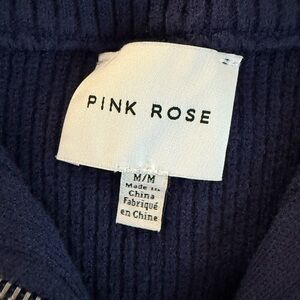 PINK ROSE
M/M
Made in
China
Fabriqué
en Chine